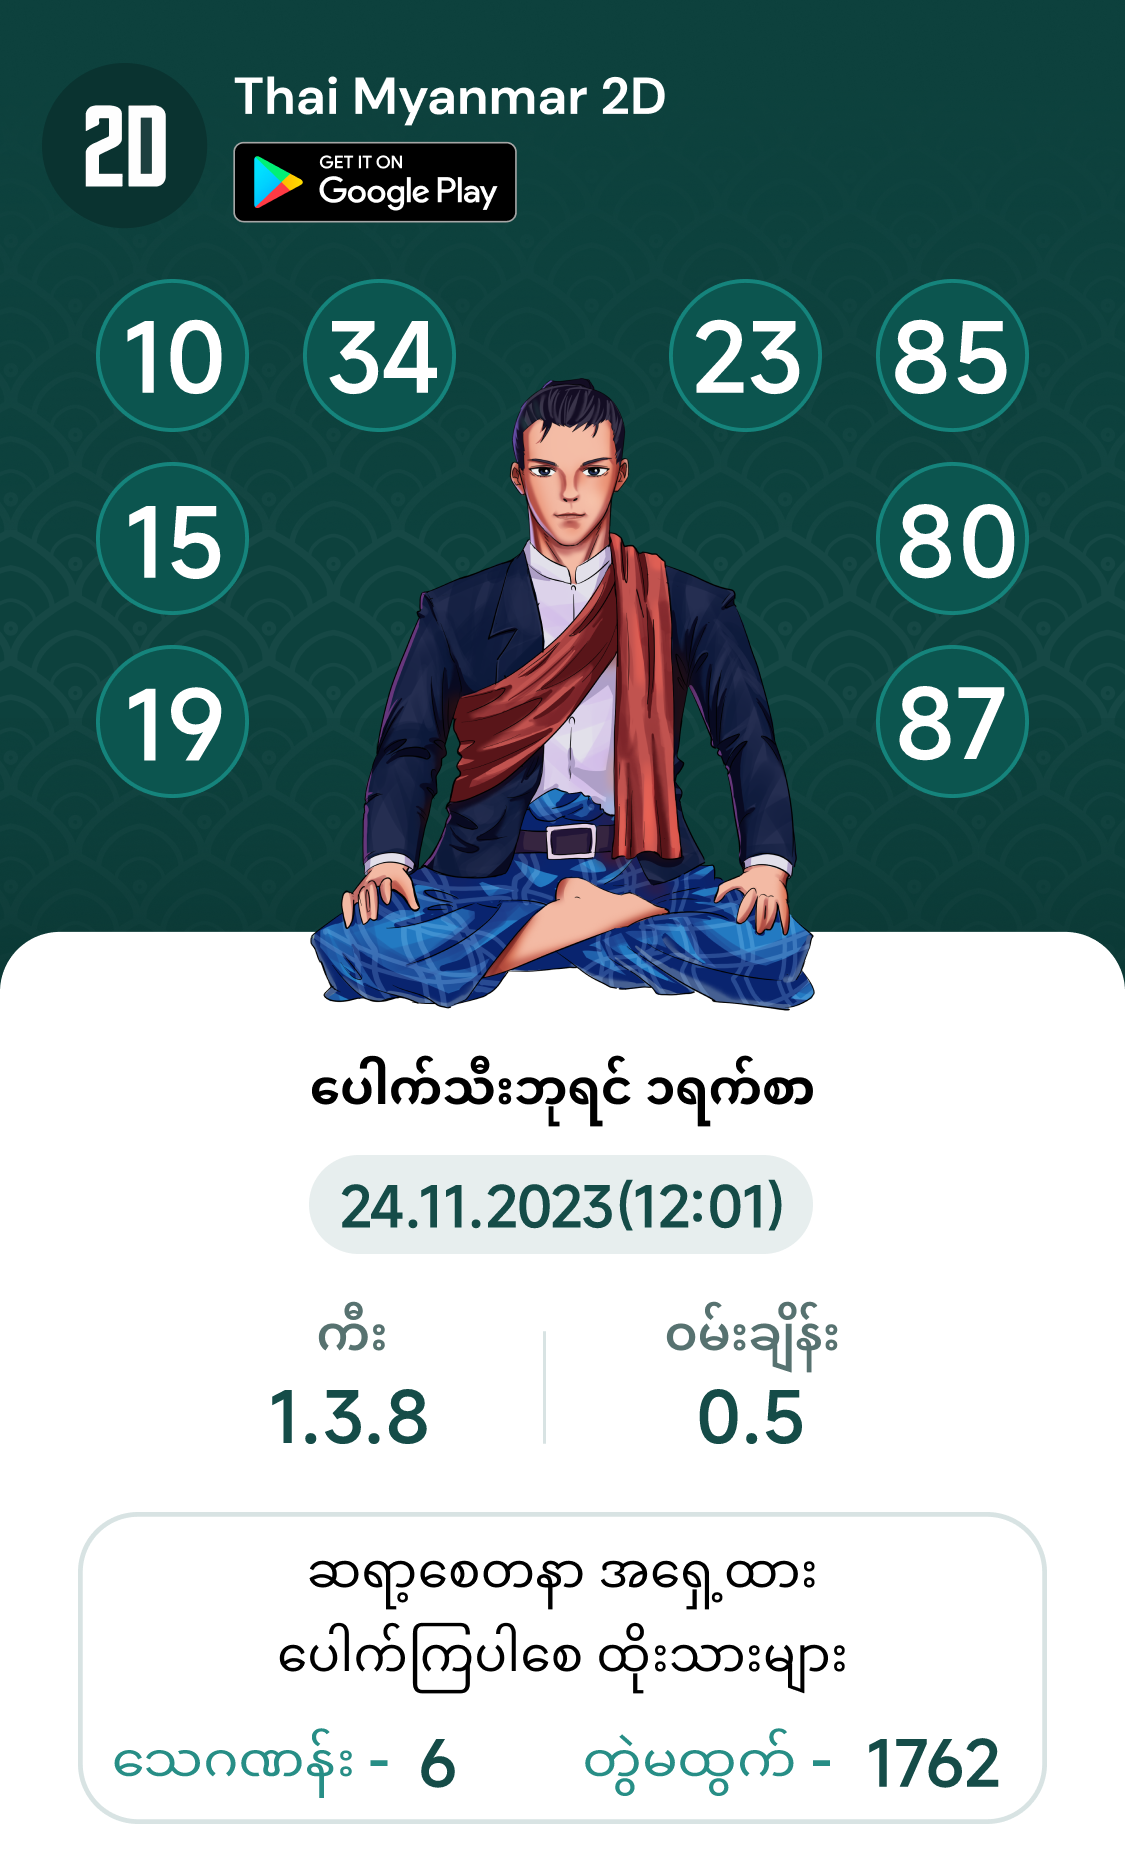 2D
Thai Myanmar 2D
GET IT ON
Google Play
10 34 23 85
15 80
19 87
ပေါက်သီးဘုရင် ၁ရက်စာ
24.11.2023(12:01)
ကီး ဝမ်းချိန်း
1.3.8 0.5
ဆရာ့စေတနာ အရှေ့ထား
ပေါက်ကြပါစေ ထိုးသားများ
သေဂဏန်း - 6 တွဲမထွက် - 1762